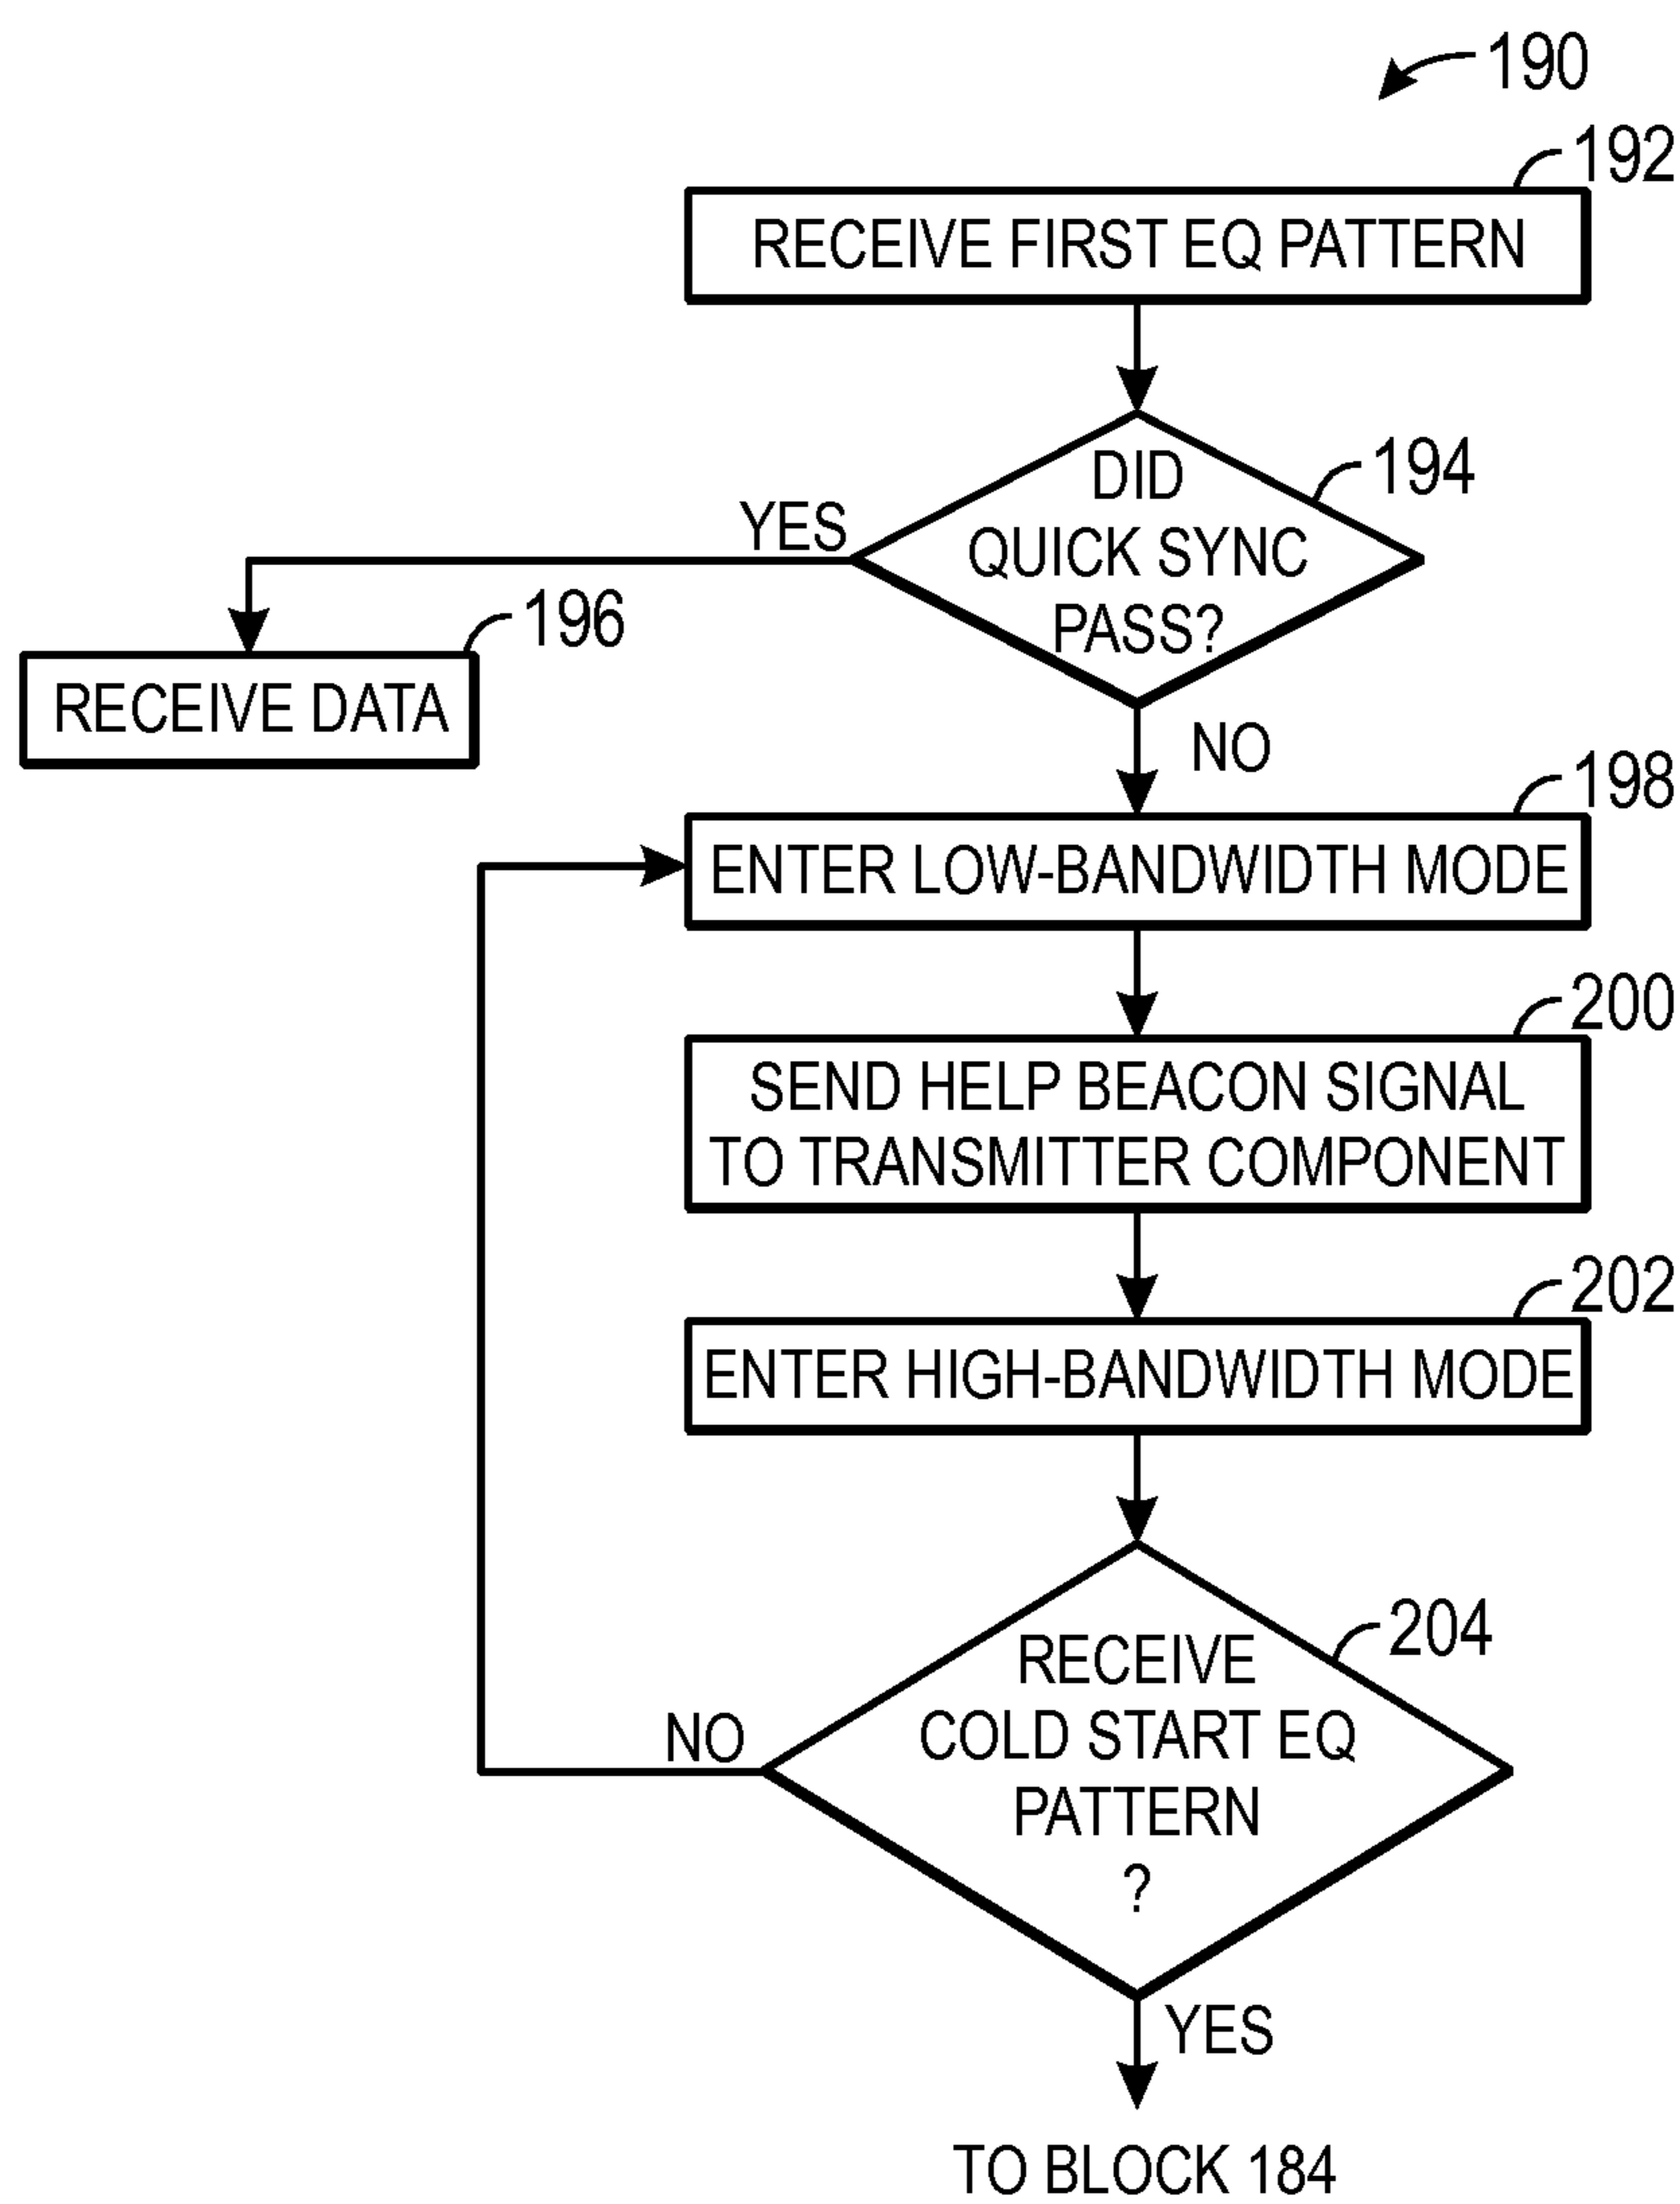 190
192
RECEIVE FIRST EQ PATTERN
194
DID
QUICK SYNC
PASS?
YES
196
RECEIVE DATA
NO
198
ENTER LOW-BANDWIDTH MODE
200
SEND HELP BEACON SIGNAL
TO TRANSMITTER COMPONENT
202
ENTER HIGH-BANDWIDTH MODE
204
RECEIVE
COLD START EQ
PATTERN
?
NO
YES
TO BLOCK 184